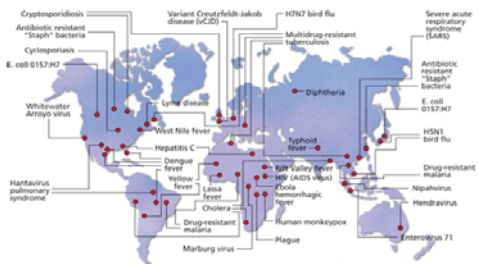 Cryptosporidiosis
Antibiotic resistant
"Staph" bacteria
Cyclosporiasis
E. coli 0157:H7
Whitewater
Arroyo virus
Hantavirus
pulmonary
syndrome
Variant Creutzfeldt-Jakob
disease (vCJD)
H7N7 bird flu
Multidrug-resistant
tuberculosis
Severe acute
respiratory
syndrome
(SARS)
Antibiotic
resistant
"Staph"
bacteria
E. coli
0157:H7
H5N1
bird flu
Drug-resistant
malaria
Nipahvirus
Hendravirus
Enterovirus 71
Diphtheria
Typhoid
fever
Lyme disease
West Nile fever
Hepatitis C
Dengue
fever
Yellow
fever
Lassa
fever
Cholera
Drug-resistant
malaria
Marburg virus
Rift Valley fever
HIV (AIDS virus)
Ebola
hemorrhagic
fever
Human monkeypox
Plague